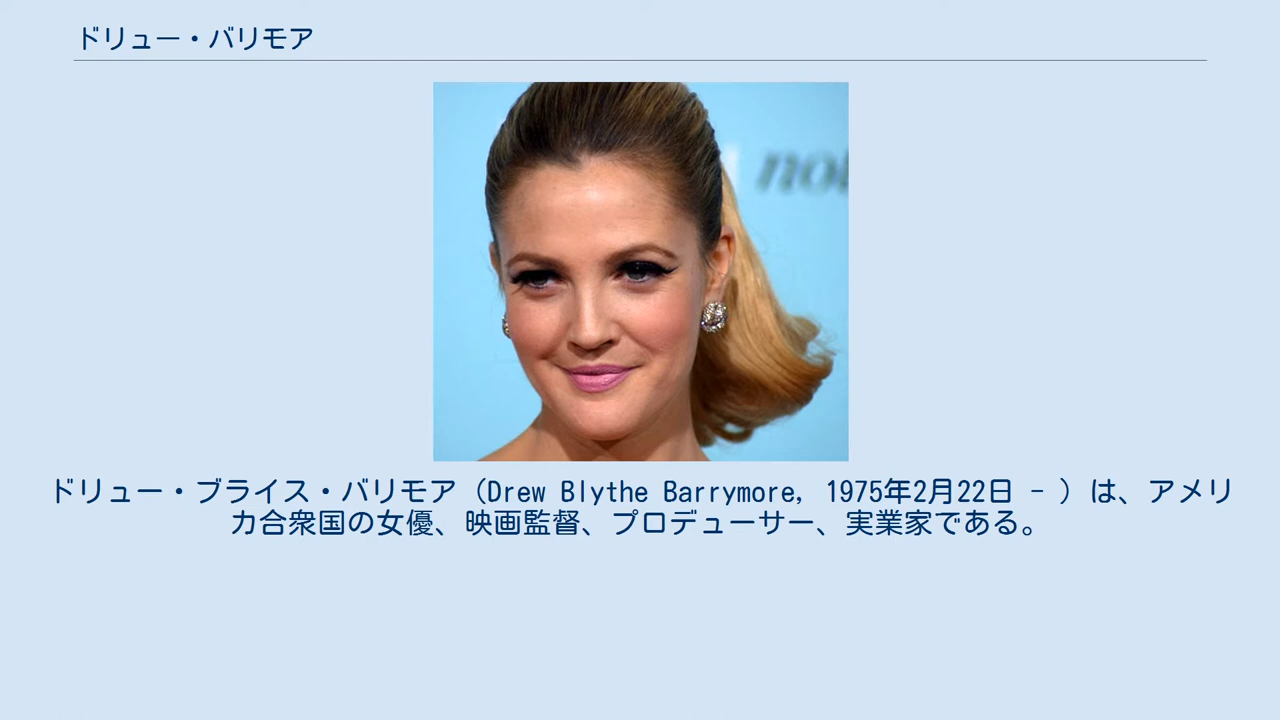 ドリュー・バリモア
ドリュー・ブライス・バリモア（Drew Blythe Barrymore, 1975年2月22日 - ）は、アメリ
カ合衆国の女優、映画監督、プロデューサー、実業家である。